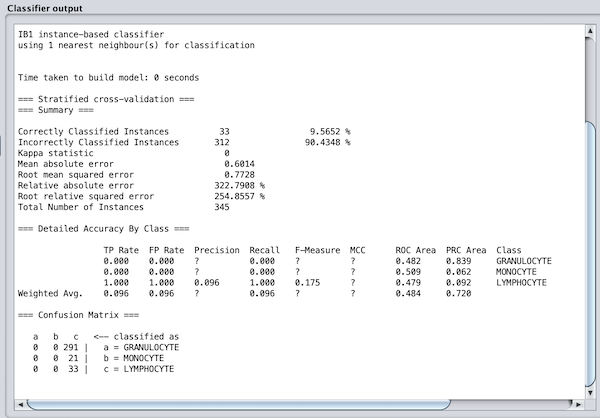 Classifier output
IB1 instance-based classifier
using 1 nearest neighbour(s) for classification
Time taken to build model: 0 seconds
=== Stratified cross-validation ===
=== Summary ===
Correctly Classified Instances 33 9.5652 %
Incorrectly Classified Instances 312 90.4348 %
Kappa statistic 0
Mean absolute error 0.6014
Root mean squared error 0.7728
Relative absolute error 322.7908 %
Root relative squared error 254.8557 %
Total Number of Instances 345
=== Detailed Accuracy By Class ===
TP Rate FP Rate Precision Recall F-Measure MCC ROC Area PRC Area Class
0.000 0.000 ? 0.000 ? ? 0.482 0.839 GRANULOCYTE
0.000 0.000 ? 0.000 ? ? 0.509 0.062 MONOCYTE
1.000 1.000 0.096 1.000 0.175 ? 0.479 0.092 LYMPHOCYTE
Weighted Avg. 0.096 0.096 ? 0.096 ? ? 0.484 0.720
=== Confusion Matrix ===
a b c <-- classified as
0 0 291 | a = GRANULOCYTE
0 0 21 | b = MONOCYTE
0 0 33 | c = LYMPHOCYTE